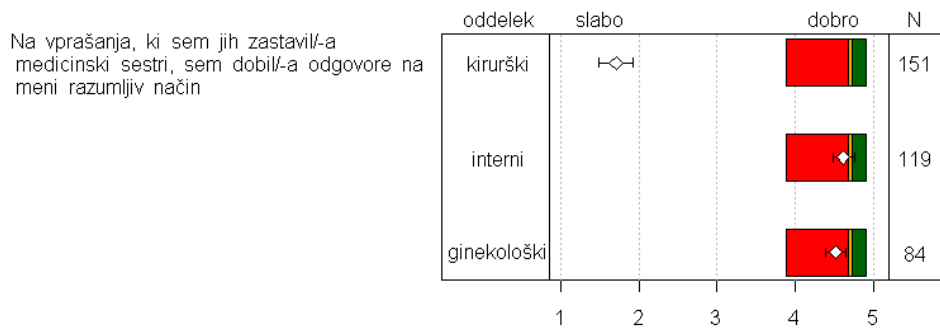 oddelek slabo dobro N
Na vprašanja, ki sem jih zastavil/-a
medicinski sestri, sem dobil/-a odgovore na
meni razumljiv način
kirurški 151
interni 119
ginekološki 84
1 2 3 4 5